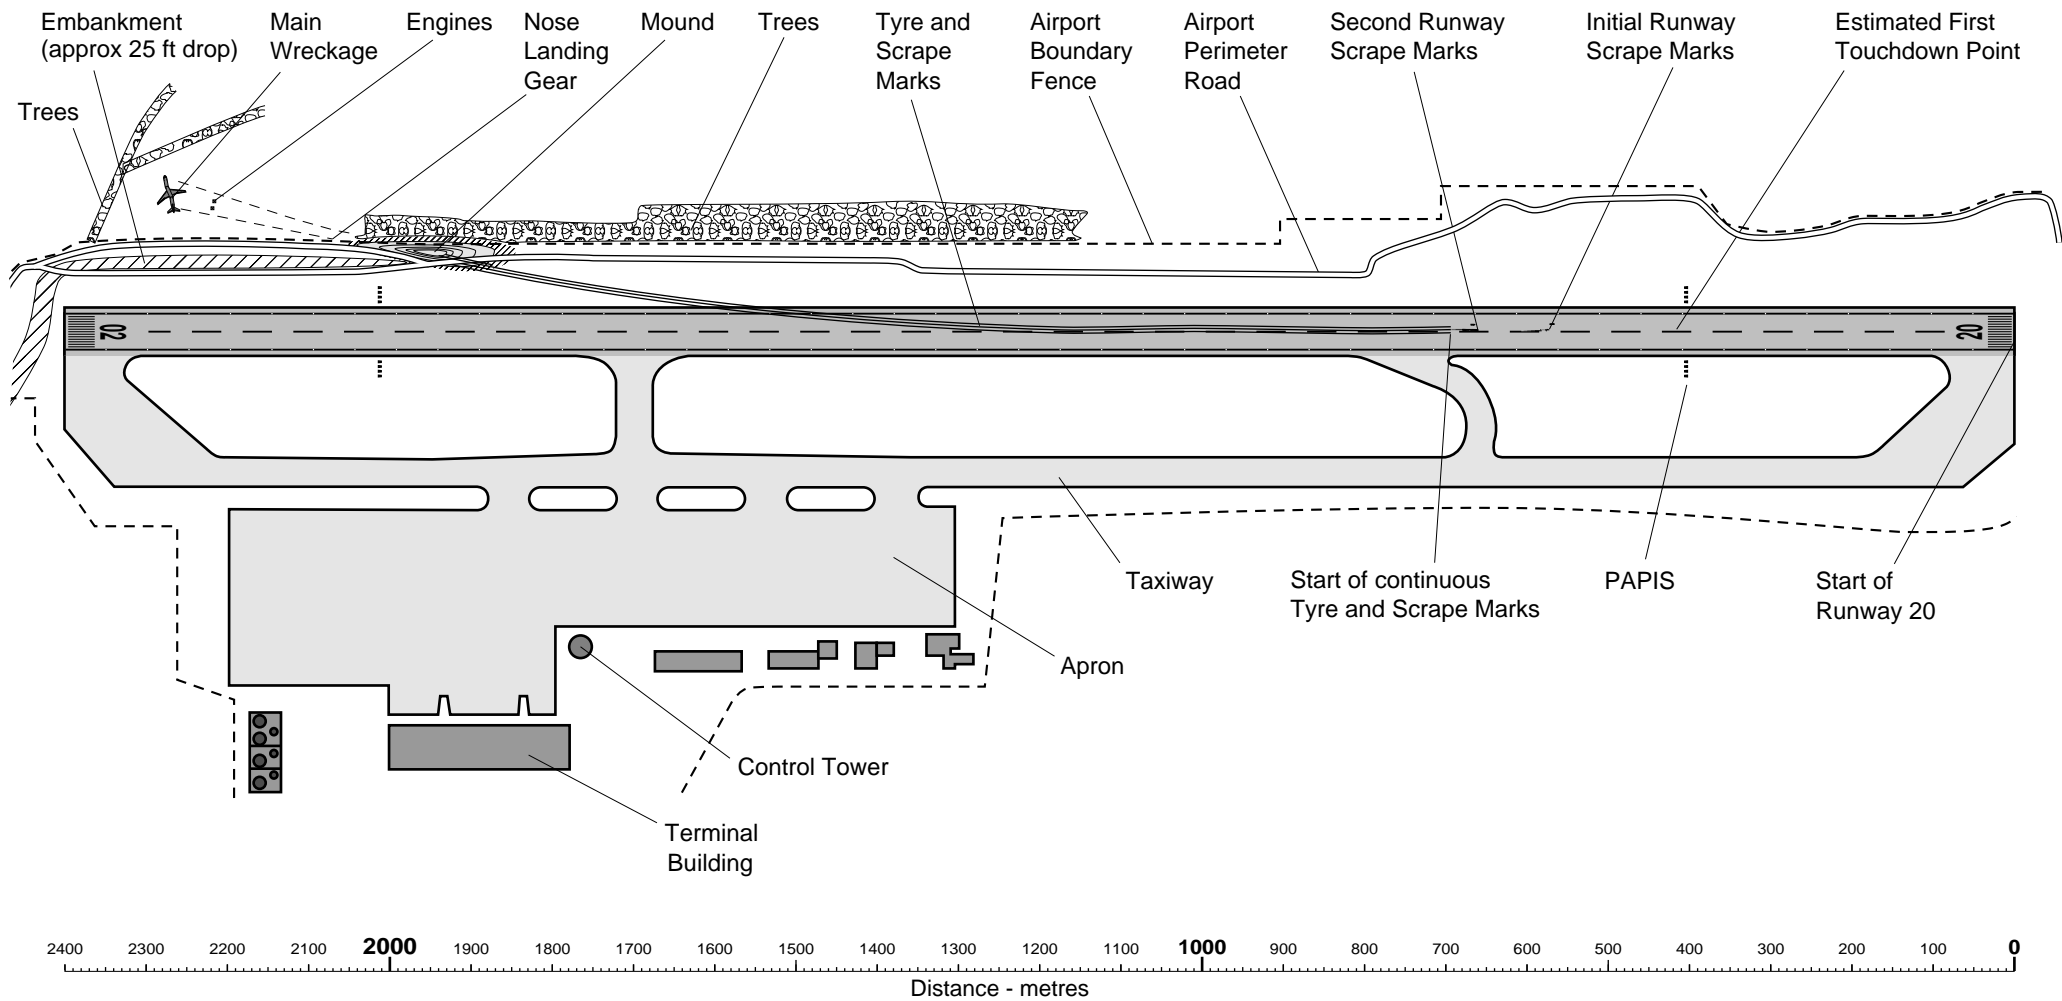 Embankment
(approx 25 ft drop)
Main
Wreckage
Engines
Nose
Landing
Gear
Mound
Trees
Tyre and
Scrape
Marks
Airport
Boundary
Fence
Airport
Perimeter
Road
Second Runway
Scrape Marks
Initial Runway
Scrape Marks
Estimated First
Touchdown Point
Trees
02
20
Taxiway
Start of continuous
Tyre and Scrape Marks
PAPIS
Start of
Runway 20
Apron
Control Tower
Terminal
Building
2400 2300 2200 2100 2000 1900 1800 1700 1600 1500 1400 1300 1200 1100 1000 900 800 700 600 500 400 300 200 100 0
Distance - metres